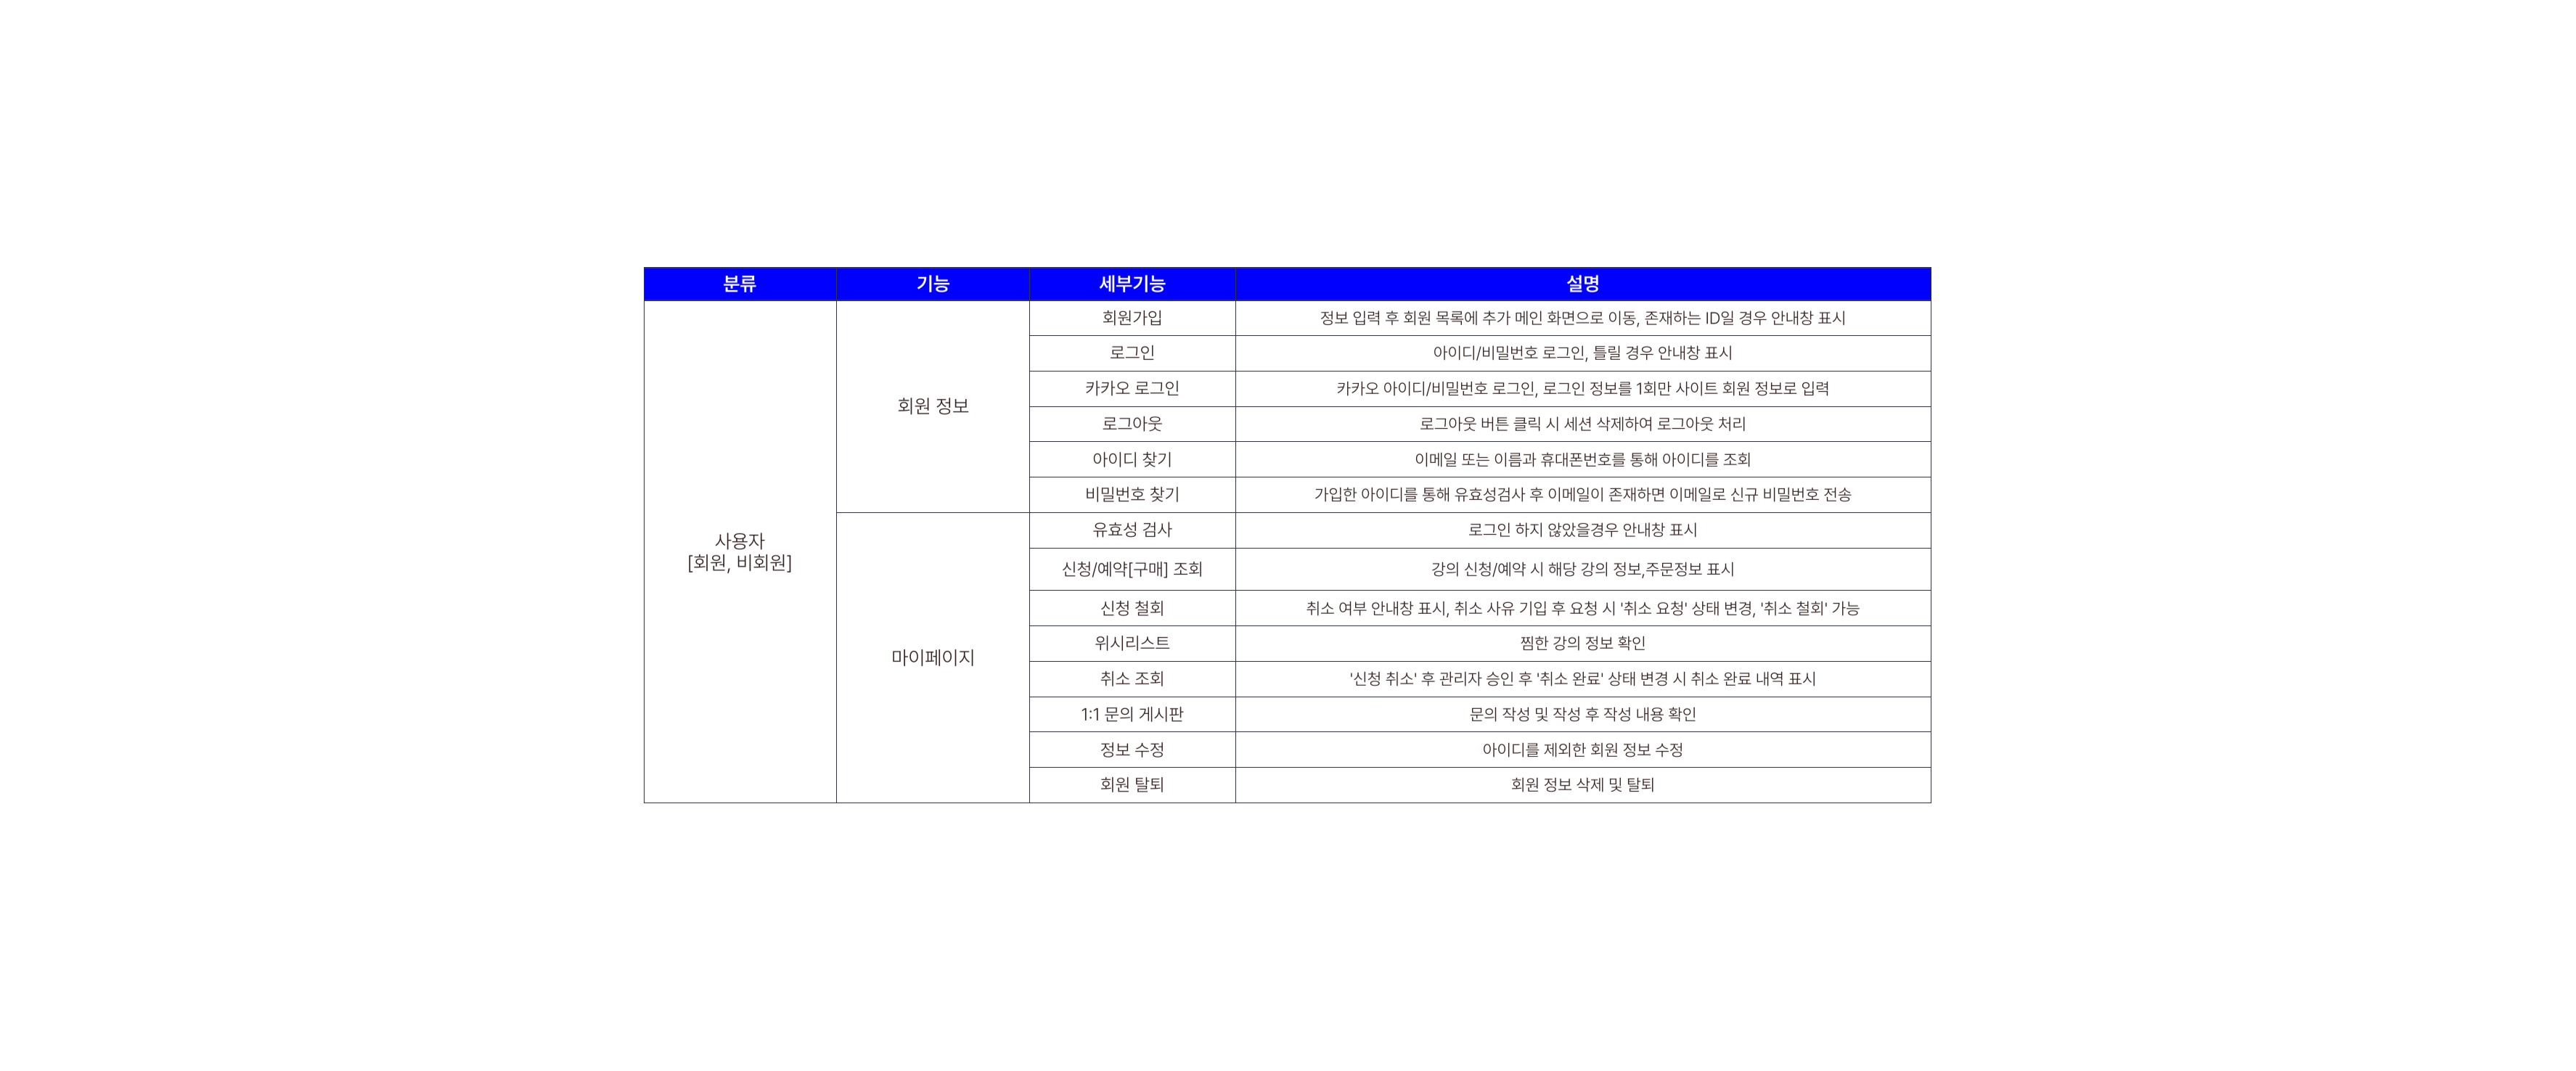 분류 기능 세부기능 설명
사용자
[회원, 비회원]
회원 정보
회원가입 정보 입력 후 회원 목록에 추가 메인 화면으로 이동, 존재하는 ID일 경우 안내창 표시
로그인 아이디/비밀번호 로그인, 틀릴 경우 안내창 표시
카카오 로그인 카카오 아이디/비밀번호 로그인, 로그인 정보를 1회만 사이트 회원 정보로 입력
로그아웃 로그아웃 버튼 클릭 시 세션 삭제하여 로그아웃 처리
아이디 찾기 이메일 또는 이름과 휴대폰번호를 통해 아이디를 조회
비밀번호 찾기 가입한 아이디를 통해 유효성검사 후 이메일이 존재하면 이메일로 신규 비밀번호 전송
마이페이지
유효성 검사 로그인 하지 않았을경우 안내창 표시
신청/예약[구매] 조회 강의 신청/예약 시 해당 강의 정보,주문정보 표시
신청 철회 취소 여부 안내창 표시, 취소 사유 기입 후 요청 시 '취소 요청' 상태 변경, '취소 철회' 가능
위시리스트 찜한 강의 정보 확인
취소 조회 '신청 취소' 후 관리자 승인 후 '취소 완료' 상태 변경 시 취소 완료 내역 표시
1:1 문의 게시판 문의 작성 및 작성 후 작성 내용 확인
정보 수정 아이디를 제외한 회원 정보 수정
회원 탈퇴 회원 정보 삭제 및 탈퇴